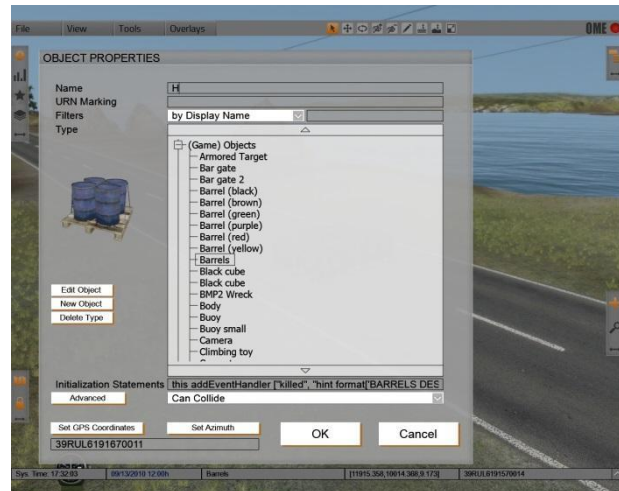 File View Tools Overlays OME
OBJECT PROPERTIES
Name H
URN Marking
Filters by Display Name
Type
(Game) Objects
Armored Target
Bar gate
Bar gate 2
Barrel (black)
Barrel (brown)
Barrel (green)
Barrel (purple)
Barrel (red)
Barrel (yellow)
Barrels
Black cube
Black cube
BMP2 Wreck
Body
Buoy
Buoy small
Camera
Climbing toy
Edit Object
New Object
Delete Type
Initialization Statements this addEventHandler ["killed", "hint format['BARRELS DES
Advanced Can Collide
Set GPS Coordinates Set Azimuth OK Cancel
39RUL6191670011
Sys. Time: 17:32:03 09/13/2010 12:00h Barrels [11915.358,10014.368,9.173] 39RUL6191570014